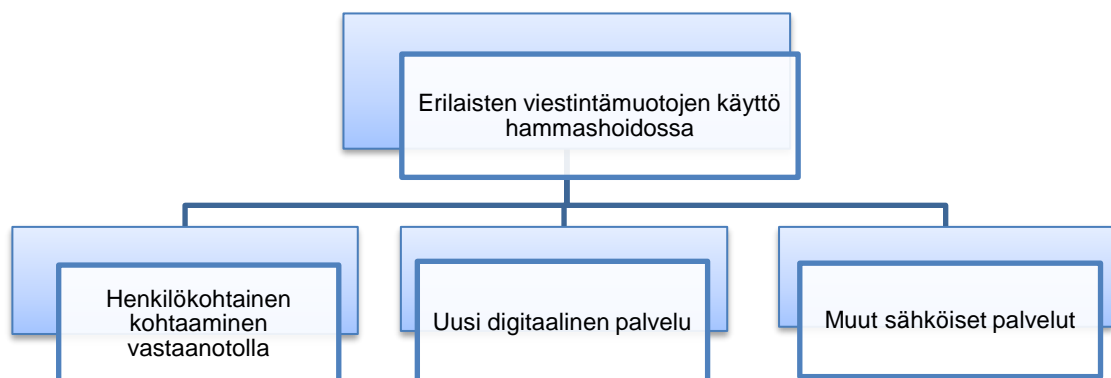 Erilaisten viestintämuotojen käyttö
hammashoidossa
Henkilökohtainen
kohtaaminen
vastaanotolla
Uusi digitaalinen palvelu
Muut sähköiset palvelut